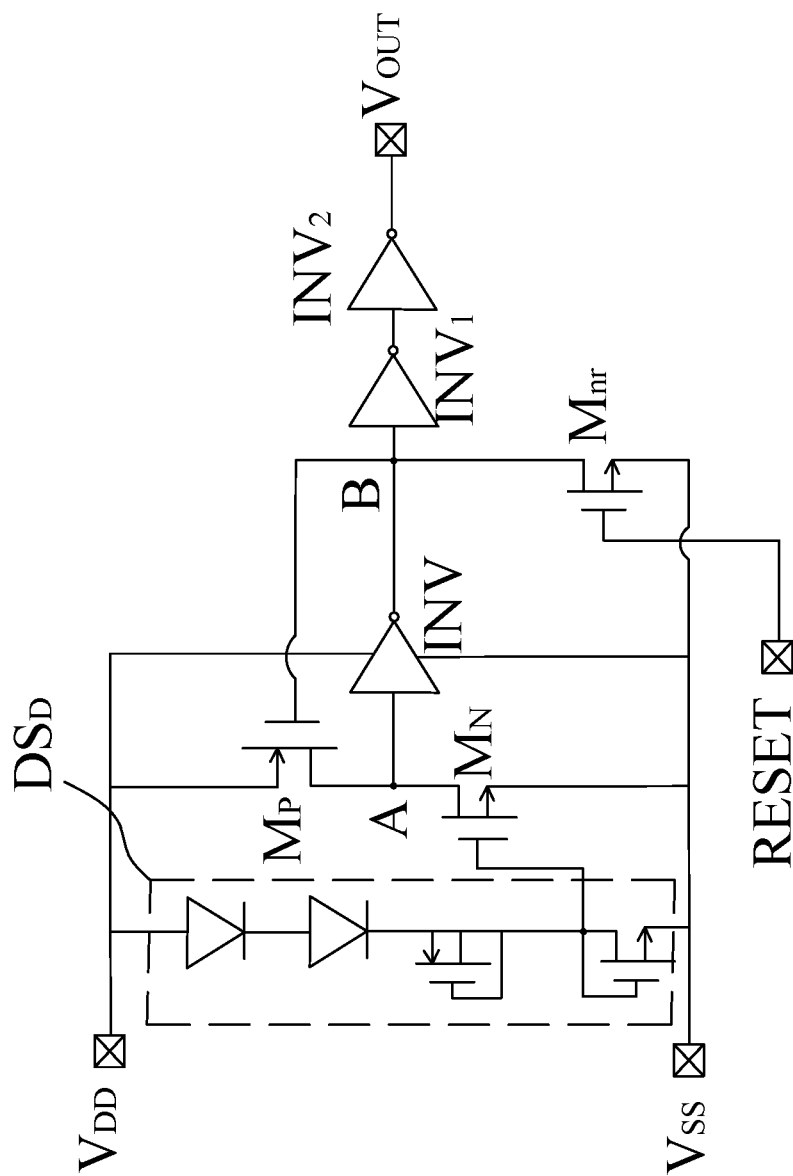 V_DD
V_SS
DS_D
M_P
A
M_N
INV
B
RESET
M_nr
INV_1
INV_2
V_OUT